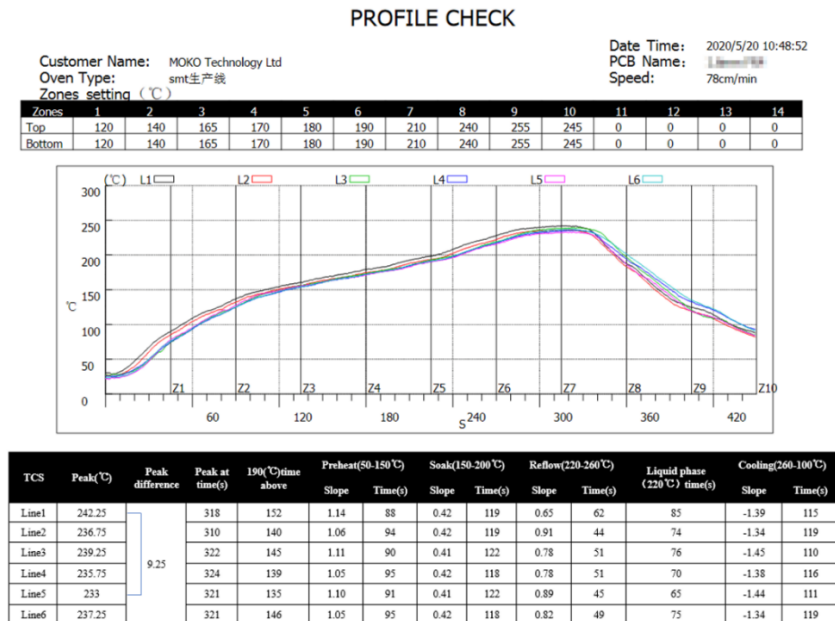 PROFILE CHECK
Customer Name: MOKO Technology Ltd
Date Time: 2020/5/20 10:48:52
Oven Type: smt生产线
PCB Name:
Zones setting (℃)
Speed: 78cm/min
Zones 1 2 3 4 5 6 7 8 9 10 11 12 13 14
Top 120 140 165 170 180 190 210 240 255 245 0 0 0 0
Bottom 120 140 165 170 180 190 210 240 255 245 0 0 0 0
(℃) L1 L2 L3 L4 L5 L6
300
250
200
150
℃
100
50
0
Z1 Z2 Z3 Z4 Z5 Z6 Z7 Z8 Z9 Z10
60 120 180 240 300 360 420
S
TCS Peak(℃) Peak difference Peak at time(s) 190(℃)time above Preheat(50-150℃) Soak(150-200℃) Reflow(220-260℃) Liquid phase (220℃) time(s) Cooling(260-100℃)
Slope Time(s) Slope Time(s) Slope Time(s) Slope Time(s)
Line1 242.25 318 152 1.14 88 0.42 119 0.65 62 85 -1.39 115
Line2 236.75 310 140 1.06 94 0.42 119 0.91 44 74 -1.34 119
Line3 239.25 322 145 1.11 90 0.41 122 0.78 51 76 -1.45 110
9.25
Line4 235.75 324 139 1.05 95 0.42 118 0.78 51 70 -1.38 116
Line5 233 321 135 1.10 91 0.41 122 0.89 45 65 -1.44 111
Line6 237.25 321 146 1.05 95 0.42 118 0.82 49 75 -1.34 119